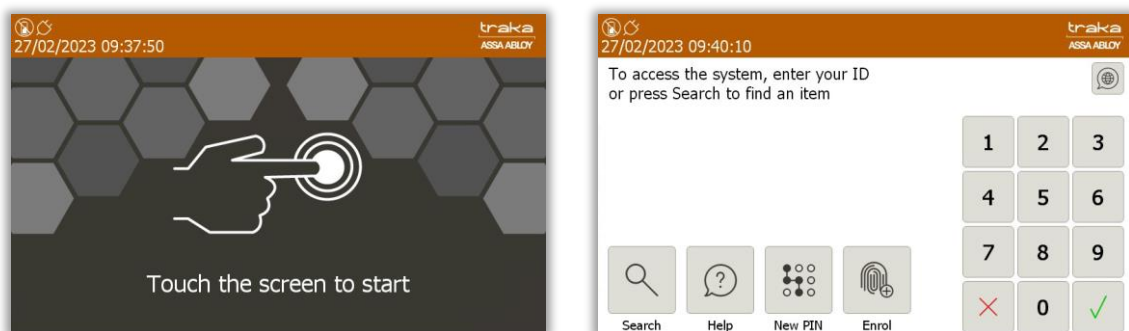 traka
27/02/2023 09:37:50
ASSA ABLOY
Touch the screen to start
traka
27/02/2023 09:40:10
ASSA ABLOY
To access the system, enter your ID
or press Search to find an item
1 2 3
4 5 6
7 8 9
0
Search Help New PIN Enrol